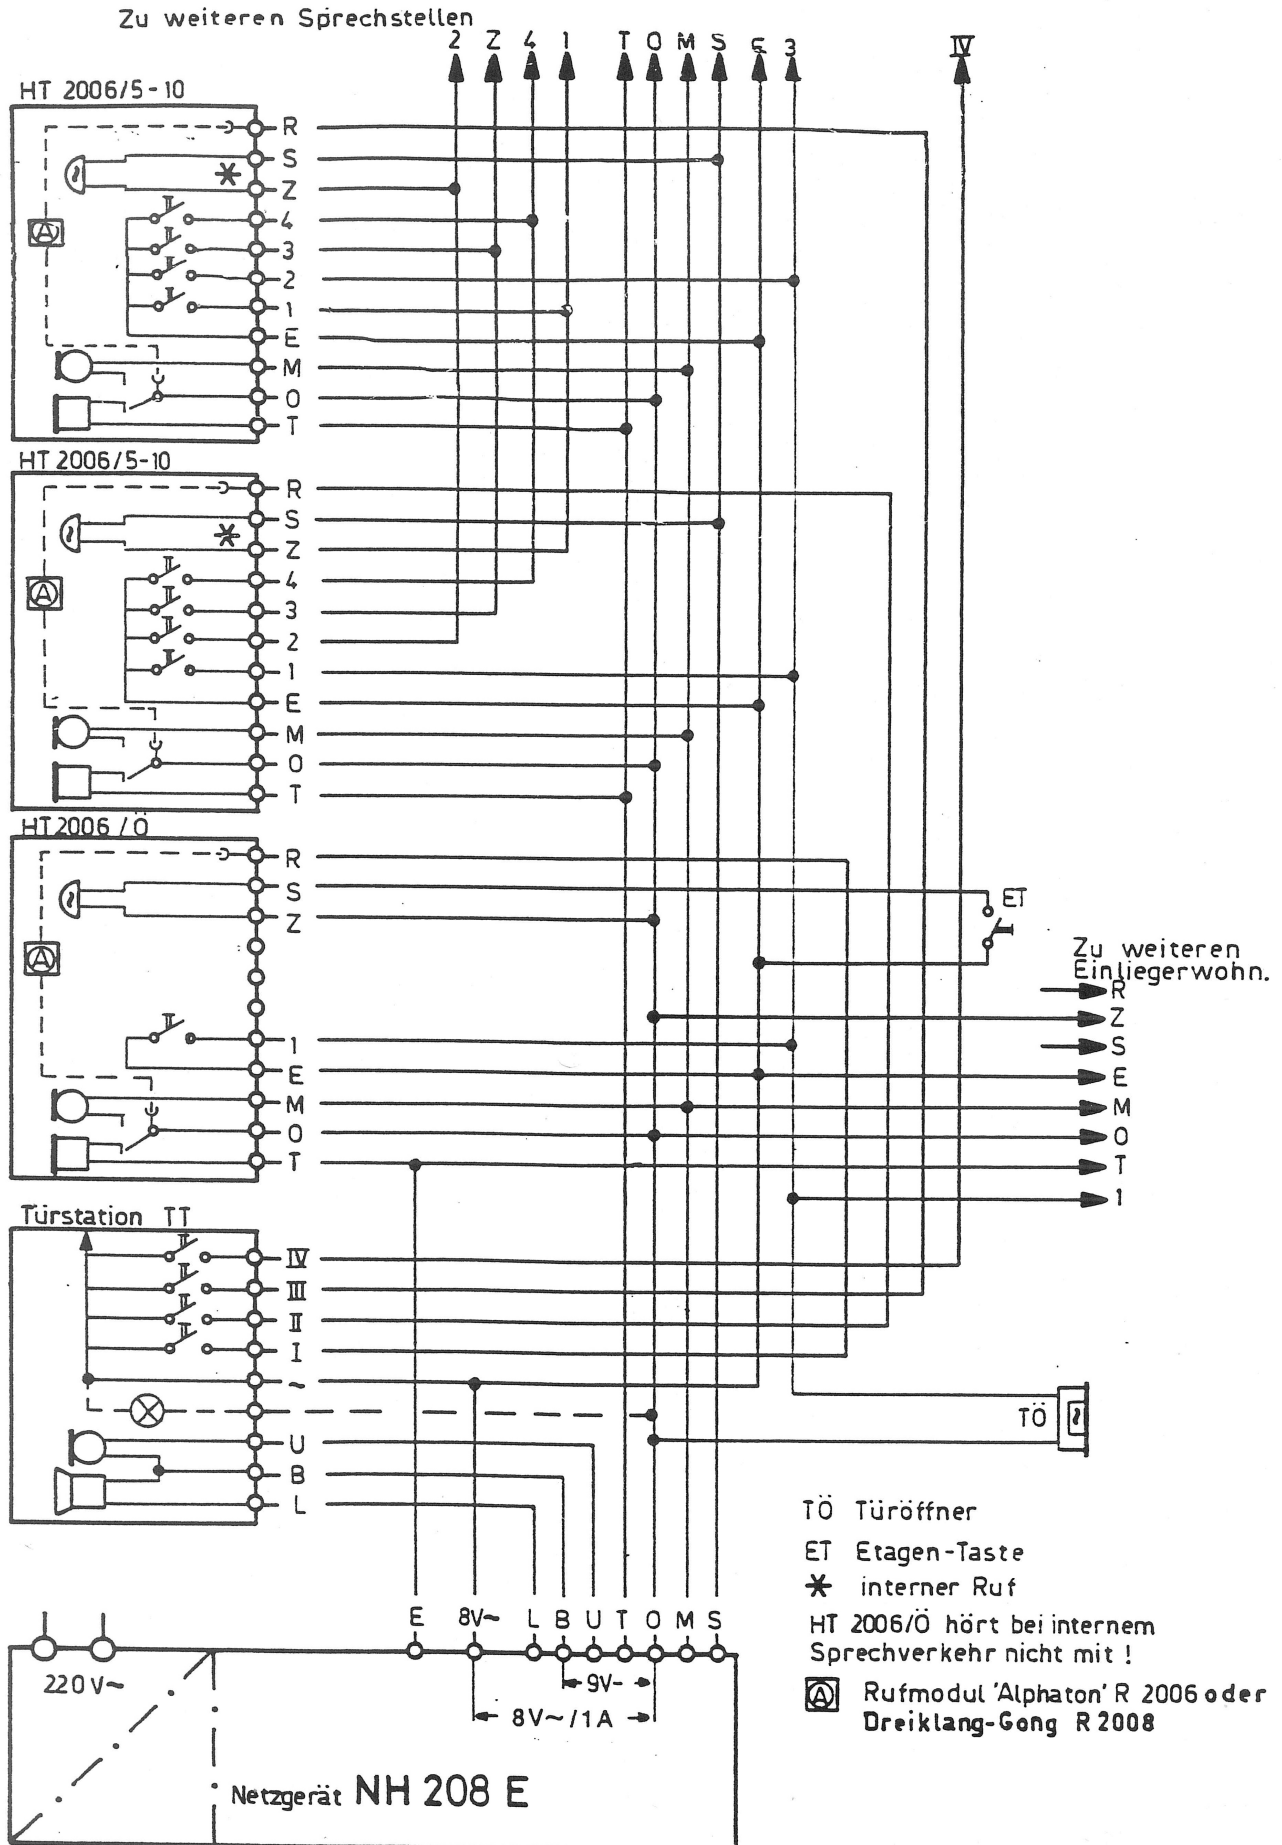 Zu weiteren Sprechstellen
2 Z 4 1 T O M S E 3 IV
HT 2006/5-10
R
S
Z
4
3
2
1
E
M
O
T
A
HT 2006/5-10
R
S
Z
4
3
2
1
E
M
O
T
A
HT 2006 / Ö
R
S
Z
1
E
M
O
T
A
ET
Zu weiteren
Einliegerwohn.
R
Z
S
E
M
O
T
1
Türstation TT
IV
III
II
I
~
U
B
L
TÖ
TÖ Türöffner
ET Etagen-Taste
* interner Ruf
HT 2006/Ö hört bei internem
Sprechverkehr nicht mit !
A Rufmodul 'Alphaton' R 2006 oder
Dreiklang-Gong R 2008
E 8V~ L B U T O M S
220 V~
9V-
8V~/1A
Netzgerät NH 208 E